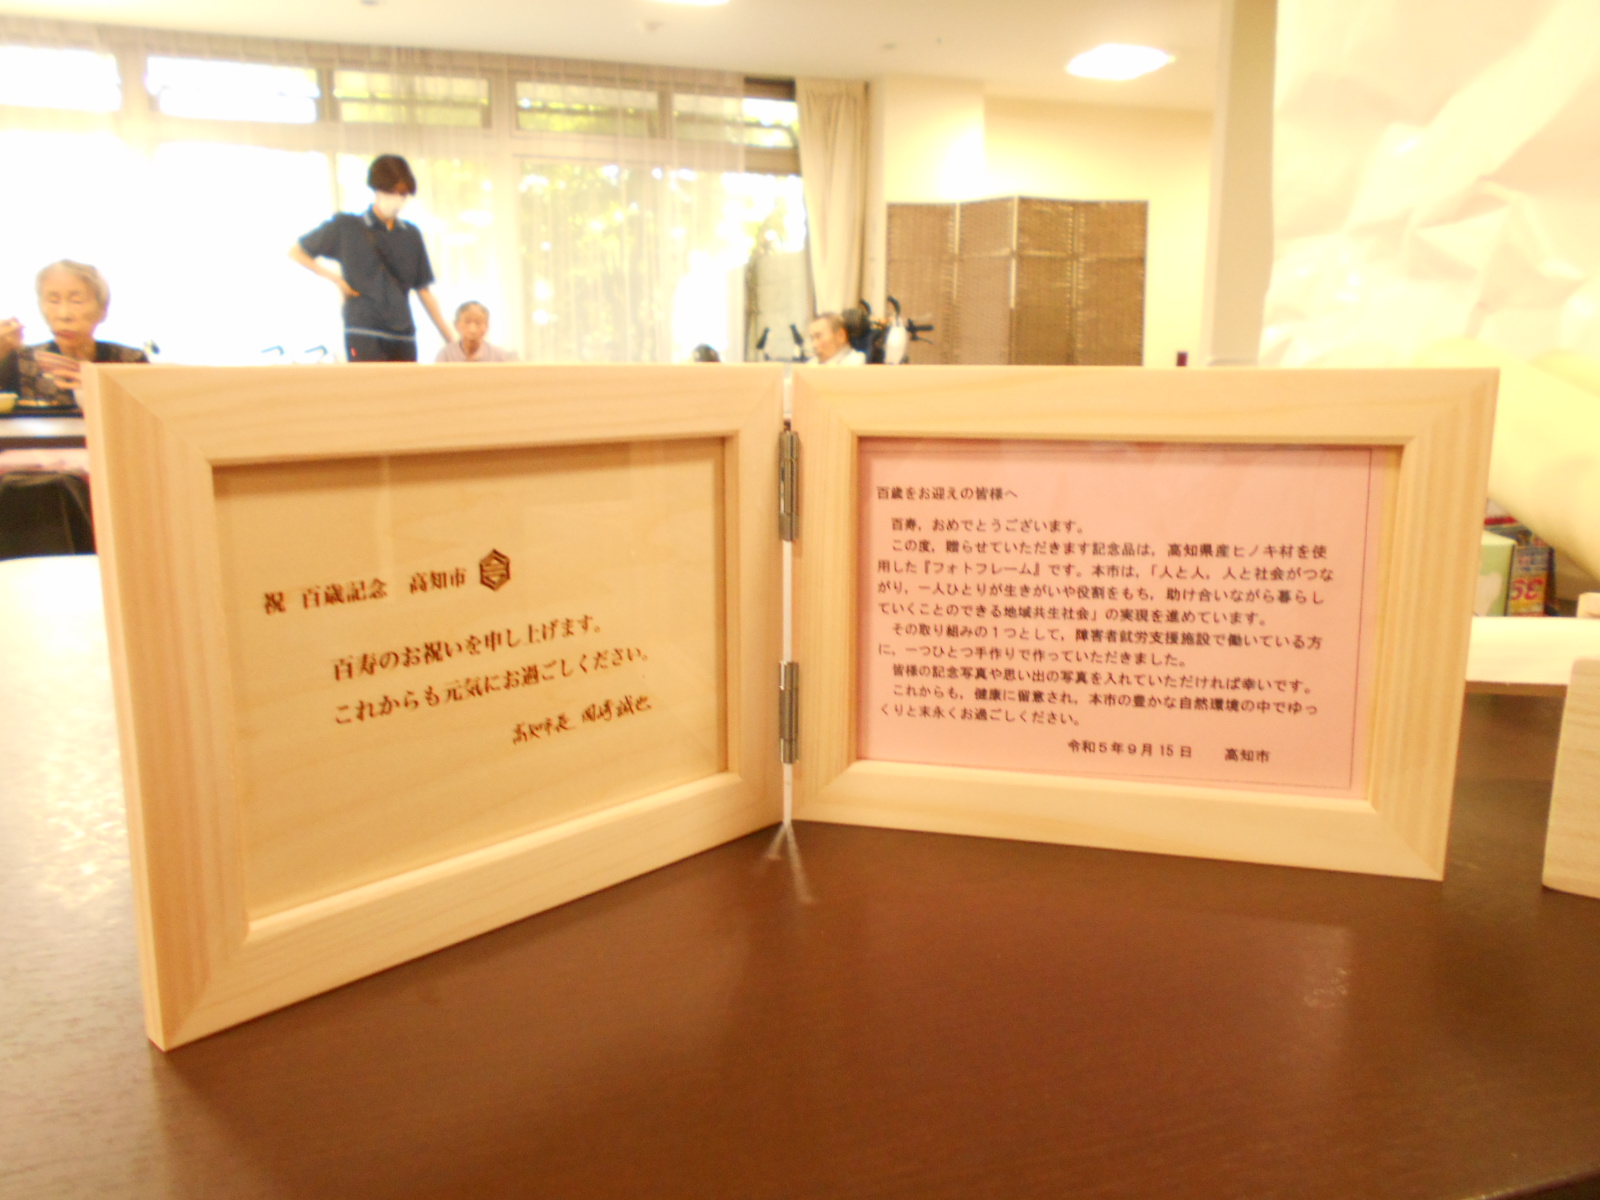 祝 百歳記念 高知市
百寿のお祝いを申し上げます。
これからも元気にお過ごしください。
高知市長 岡﨑誠也
百歳をお迎えの皆様へ
百寿，おめでとうございます。
この度，贈らせていただきます記念品は，高知県産ヒノキ材を使
用した『フォトフレーム』です。本市は，「人と人，人と社会がつな
がり，一人ひとりが生きがいや役割をもち，助け合いながら暮らし
ていくことのできる地域共生社会」の実現を進めています。
その取り組みの１つとして，障害者就労支援施設で働いている方
に，一つひとつ手作りで作っていただきました。
皆様の記念写真や思い出の写真を入れていただければ幸いです。
これからも，健康に留意され，本市の豊かな自然環境の中でゆっ
くりと末永くお過ごしください。
令和５年９月 15 日 高知市